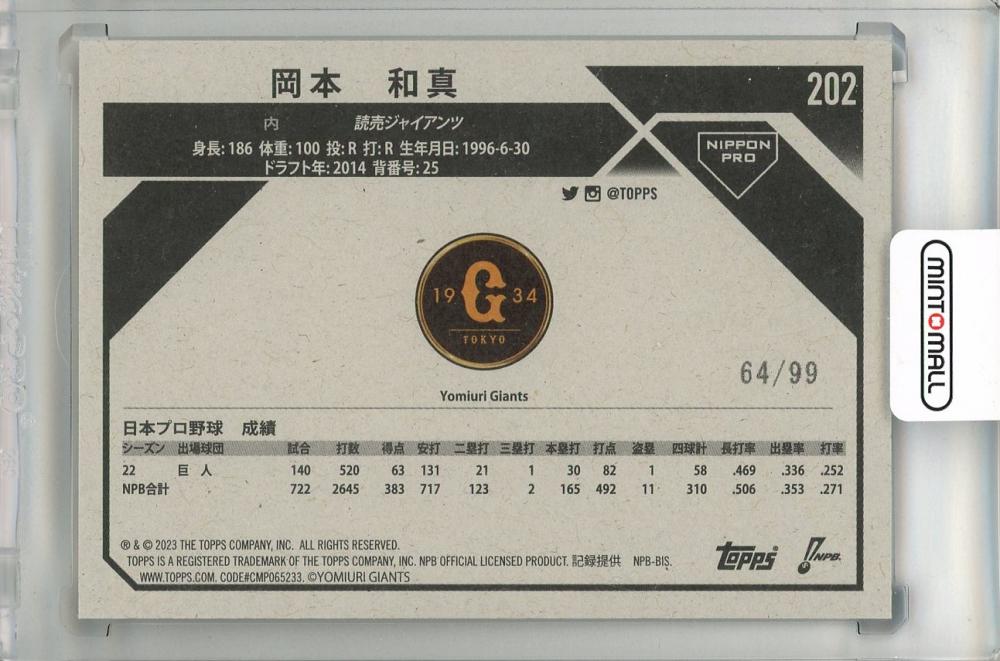 岡本　和真
202
内　読売ジャイアンツ
身長: 186 体重: 100 投: R 打: R 生年月日: 1996-6-30
ドラフト年: 2014 背番号: 25
NIPPON
PRO
@TOPPS
19 G 34
TOKYO
64/99
Yomiuri Giants
MINT MALL
日本プロ野球　成績
シーズン 出場球団 試合 打数 得点 安打 二塁打 三塁打 本塁打 打点 盗塁 四球計 長打率 出塁率 打率
22 巨人 140 520 63 131 21 1 30 82 1 58 .469 .336 .252
NPB合計 722 2645 383 717 123 2 165 492 11 310 .506 .353 .271
® & © 2023 THE TOPPS COMPANY, INC. ALL RIGHTS RESERVED.
TOPPS IS A REGISTERED TRADEMARK OF THE TOPPS COMPANY, INC. NPB OFFICIAL LICENSED PRODUCT. 記録提供 NPB-BIS.
WWW.TOPPS.COM. CODE#CMP065233. ©YOMIURI GIANTS
topps
NPB